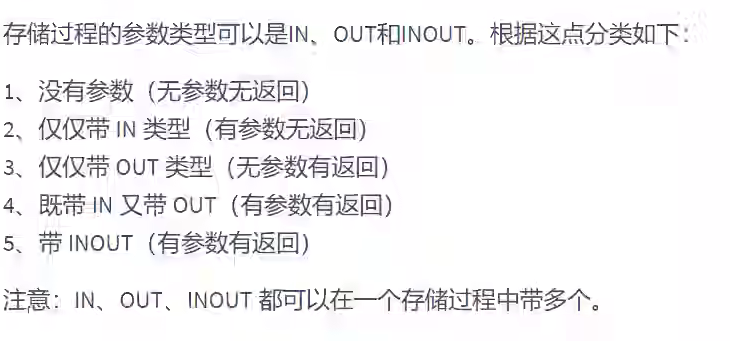 存储过程的参数类型可以是IN、OUT和INOUT。根据这点分类如下：
1、没有参数（无参数无返回）
2、仅仅带 IN 类型（有参数无返回）
3、仅仅带 OUT 类型（无参数有返回）
4、既带 IN 又带 OUT（有参数有返回）
5、带 INOUT（有参数有返回）
注意：IN、OUT、INOUT 都可以在一个存储过程中带多个。